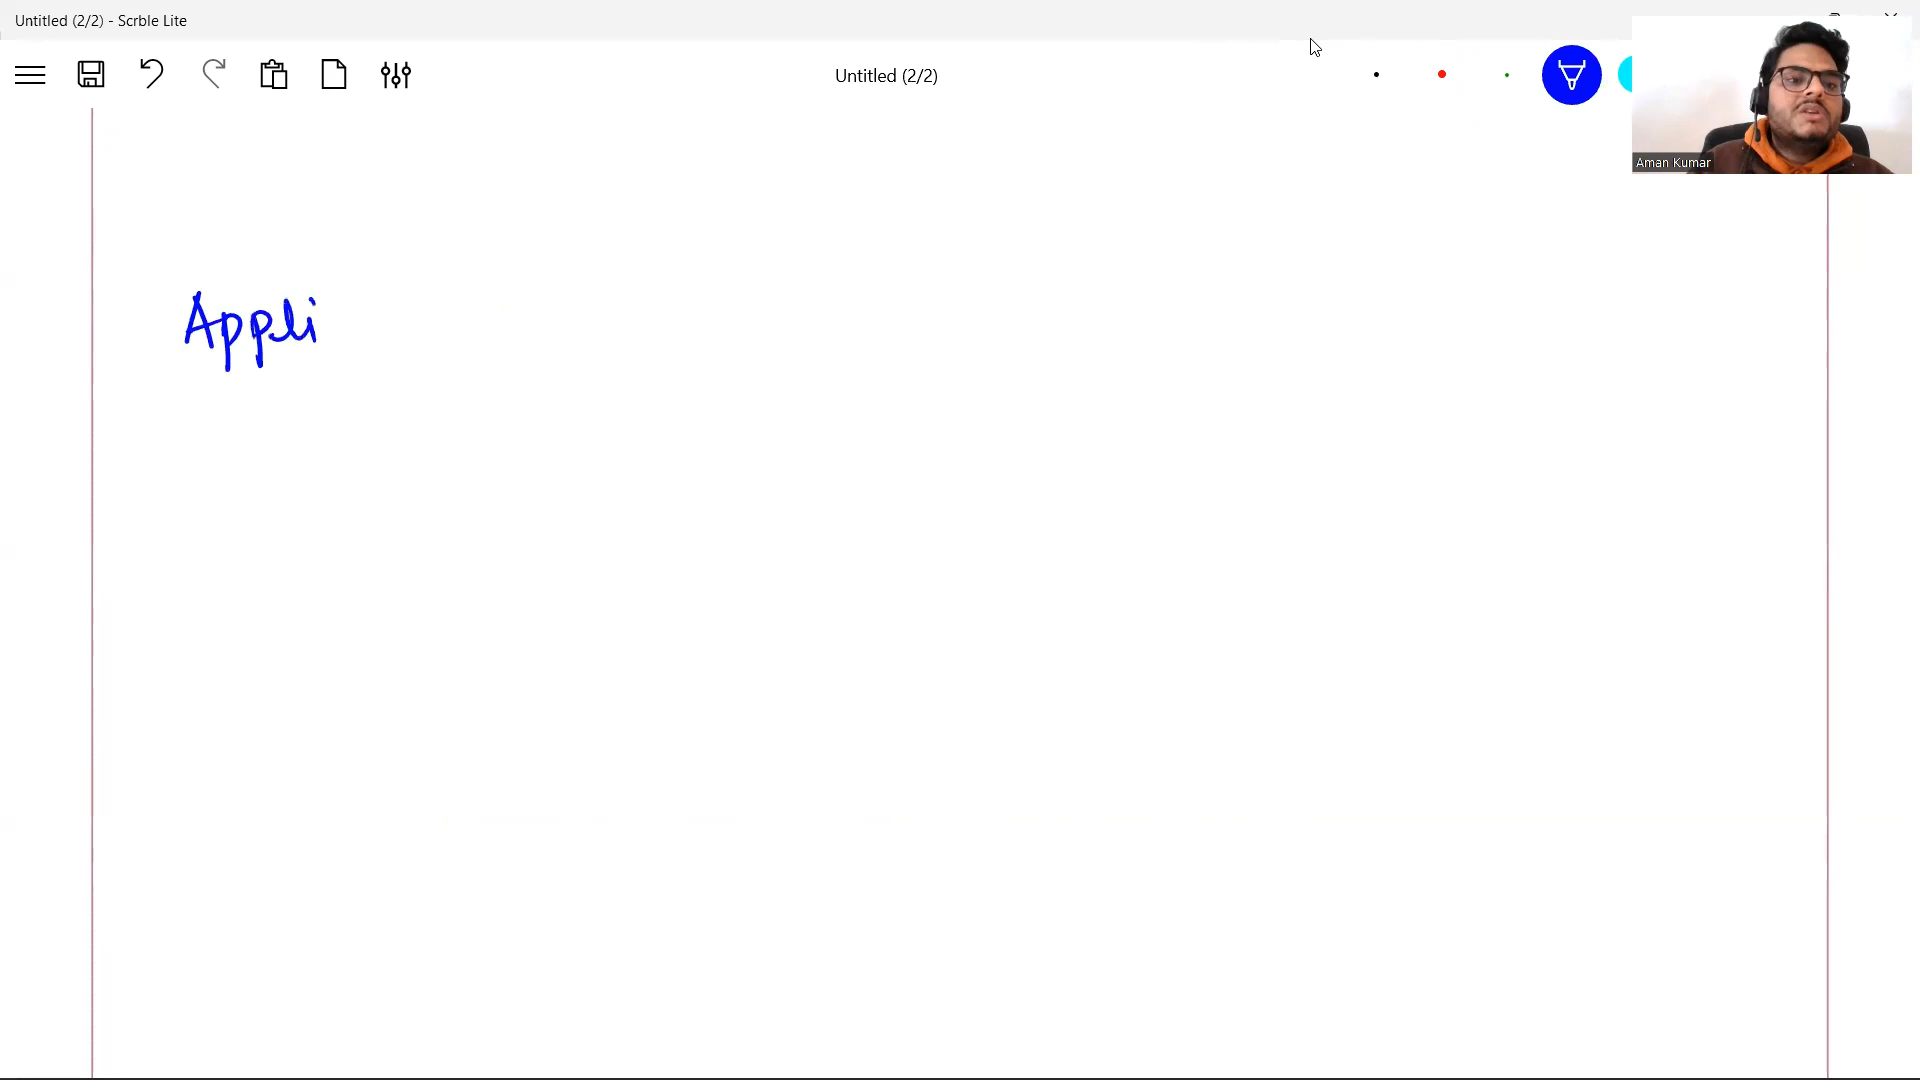 Untitled (2/2) - Scrble Lite
Untitled (2/2)
Aman Kumar
Appli